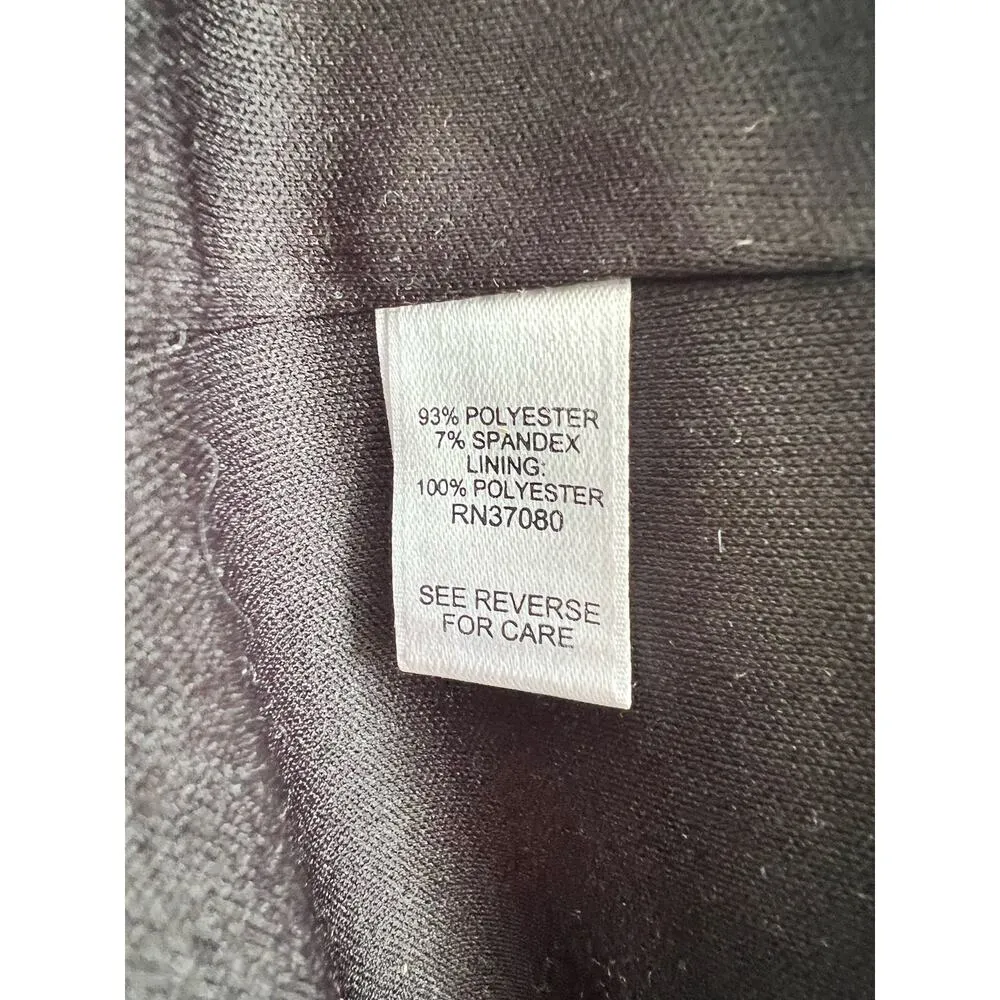 93% POLYESTER
7% SPANDEX
LINING:
100% POLYESTER
RN37080
SEE REVERSE
FOR CARE